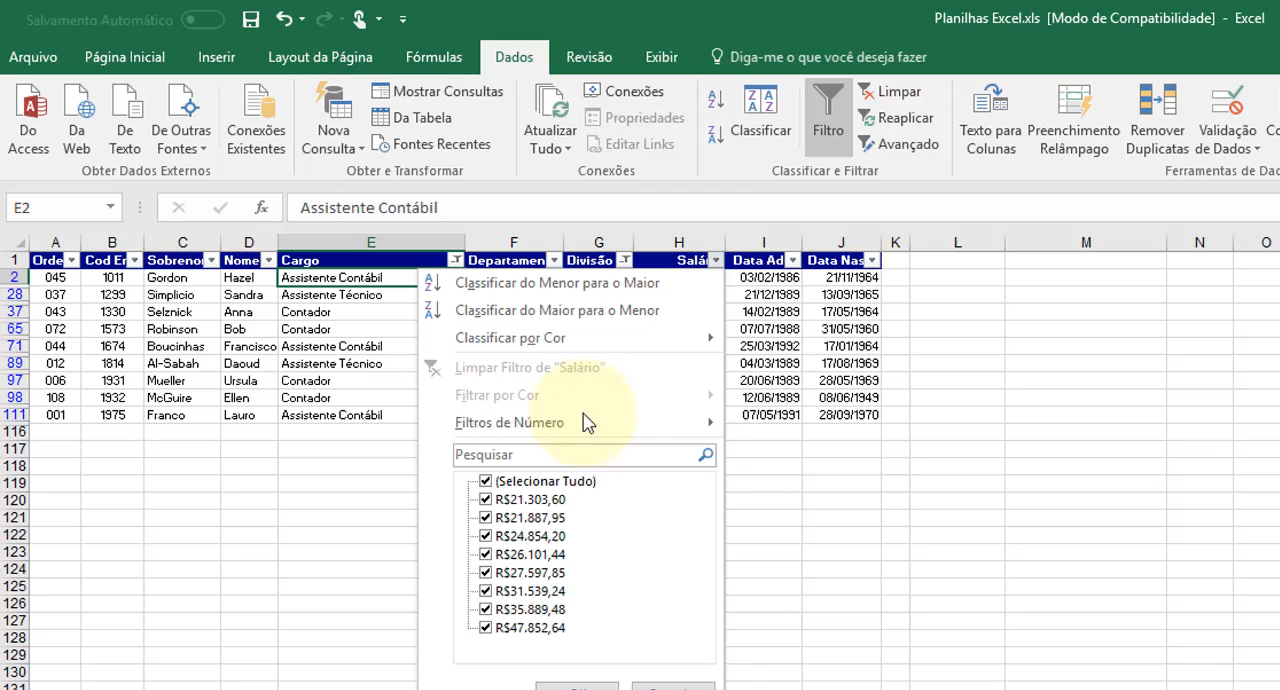 Salvamento Automático
Planilhas Excel.xls [Modo de Compatibilidade] - Excel
Arquivo Página Inicial Inserir Layout da Página Fórmulas Dados Revisão Exibir Diga-me o que você deseja fazer
Do Access
Da Web
De Texto
De Outras Fontes
Conexões Existentes
Obter Dados Externos
Nova Consulta
Mostrar Consultas
Da Tabela
Fontes Recentes
Obter e Transformar
Atualizar Tudo
Conexões
Propriedades
Editar Links
Conexões
Classificar
Filtro
Limpar
Reaplicar
Avançado
Classificar e Filtrar
Texto para Colunas
Preenchimento Relâmpago
Remover Duplicatas
Validação de Dados
Ferramentas de Da
E2 fx Assistente Contábil
A B C D E F G H I J K L M N O
1 Orde Cod Er Sobreno Nome Cargo Departamen Divisão Salá Data Ad Data Nas
2 045 1011 Gordon Hazel Assistente Contábil 03/02/1986 21/11/1964
28 037 1299 Simplicio Sandra Assistente Técnico 21/12/1989 13/09/1965
37 043 1330 Selznick Anna Contador 14/02/1989 17/05/1964
65 072 1573 Robinson Bob Contador 07/07/1988 31/05/1960
71 044 1674 Boucinhas Francisco Assistente Contábil 25/03/1992 17/01/1964
89 012 1814 Al-Sabah Daoud Assistente Técnico 04/03/1989 17/08/1969
97 006 1931 Mueller Ursula Contador 20/06/1989 28/05/1969
98 108 1932 McGuire Ellen Contador 12/06/1989 08/06/1949
111 001 1975 Franco Lauro Assistente Contábil 07/05/1991 28/09/1970
116
117
118
119
120
121
122
123
124
125
126
127
128
129
130
Classificar do Menor para o Maior
Classificar do Maior para o Menor
Classificar por Cor
Limpar Filtro de "Salário"
Filtrar por Cor
Filtros de Número
Pesquisar
(Selecionar Tudo)
R$21.303,60
R$21.887,95
R$24.854,20
R$26.101,44
R$27.597,85
R$31.539,24
R$35.889,48
R$47.852,64